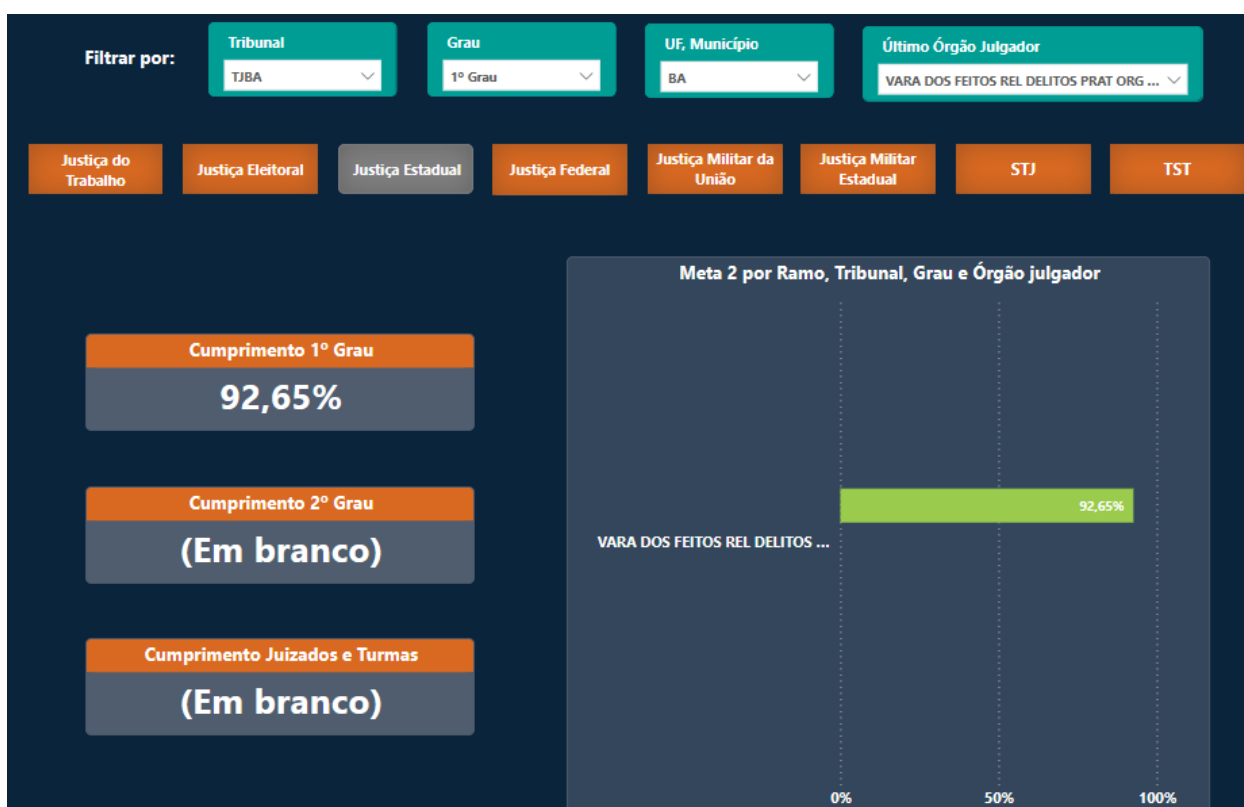 Filtrar por:
Tribunal
TJBA
Grau
1º Grau
UF, Município
BA
Último Órgão Julgador
VARA DOS FEITOS REL DELITOS PRAT ORG ...
Justiça do
Trabalho
Justiça Eleitoral
Justiça Estadual
Justiça Federal
Justiça Militar da
União
Justiça Militar
Estadual
STJ
TST
Cumprimento 1º Grau
92,65%
Cumprimento 2º Grau
(Em branco)
Cumprimento Juizados e Turmas
(Em branco)
Meta 2 por Ramo, Tribunal, Grau e Órgão julgador
92,65%
VARA DOS FEITOS REL DELITOS ...
0%
50%
100%